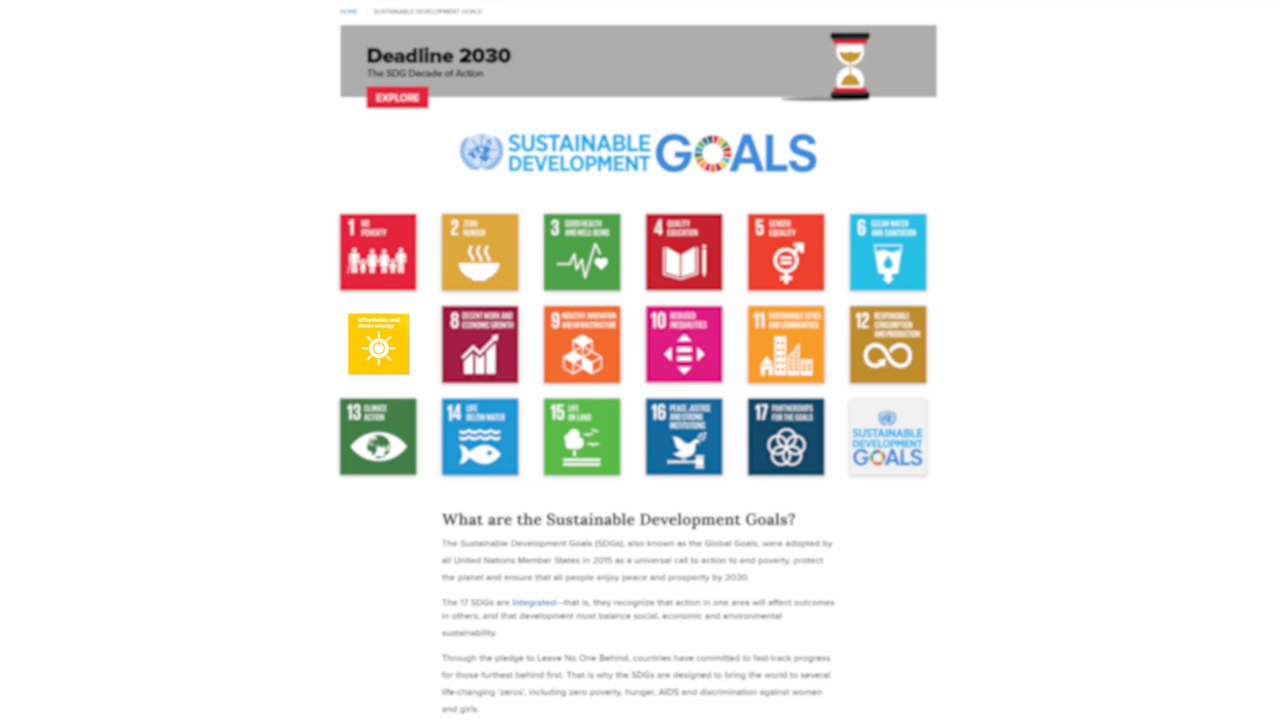 HOME / SUSTAINABLE DEVELOPMENT GOALS
Deadline 2030
The SDG Decade of Action
EXPLORE
SUSTAINABLE
DEVELOPMENT
GOALS
1 NO
POVERTY
2 ZERO
HUNGER
3 GOOD HEALTH
AND WELL-BEING
4 QUALITY
EDUCATION
5 GENDER
EQUALITY
6 CLEAN WATER
AND SANITATION
Affordable and
clean energy
8 DECENT WORK AND
ECONOMIC GROWTH
9 INDUSTRY, INNOVATION
AND INFRASTRUCTURE
10 REDUCED
INEQUALITIES
11 SUSTAINABLE CITIES
AND COMMUNITIES
12 RESPONSIBLE
CONSUMPTION
AND PRODUCTION
13 CLIMATE
ACTION
14 LIFE
BELOW WATER
15 LIFE
ON LAND
16 PEACE, JUSTICE
AND STRONG
INSTITUTIONS
17 PARTNERSHIPS
FOR THE GOALS
SUSTAINABLE
DEVELOPMENT
GOALS
What are the Sustainable Development Goals?
The Sustainable Development Goals (SDGs), also known as the Global Goals, were adopted by
all United Nations Member States in 2015 as a universal call to action to end poverty, protect
the planet and ensure that all people enjoy peace and prosperity by 2030.
The 17 SDGs are integrated—that is, they recognize that action in one area will affect outcomes
in others, and that development must balance social, economic and environmental
sustainability.
Through the pledge to Leave No One Behind, countries have committed to fast-track progress
for those furthest behind first. That is why the SDGs are designed to bring the world to several
life-changing 'zeros', including zero poverty, hunger, AIDS and discrimination against women
and girls.